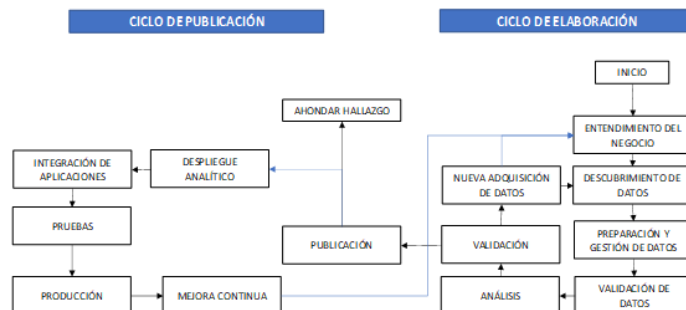 CICLO DE PUBLICACIÓN
CICLO DE ELABORACIÓN
INICIO
AHONDAR HALLAZGO
ENTENDIMIENTO DEL
NEGOCIO
INTEGRACIÓN DE
APLICACIONES
DESPLIEGUE
ANALÍTICO
NUEVA ADQUISICIÓN
DE DATOS
DESCUBRIMIENTO DE
DATOS
PRUEBAS
PUBLICACIÓN
VALIDACIÓN
PREPARACIÓN Y
GESTIÓN DE DATOS
PRODUCCIÓN
MEJORA CONTINUA
ANÁLISIS
VALIDACIÓN DE
DATOS